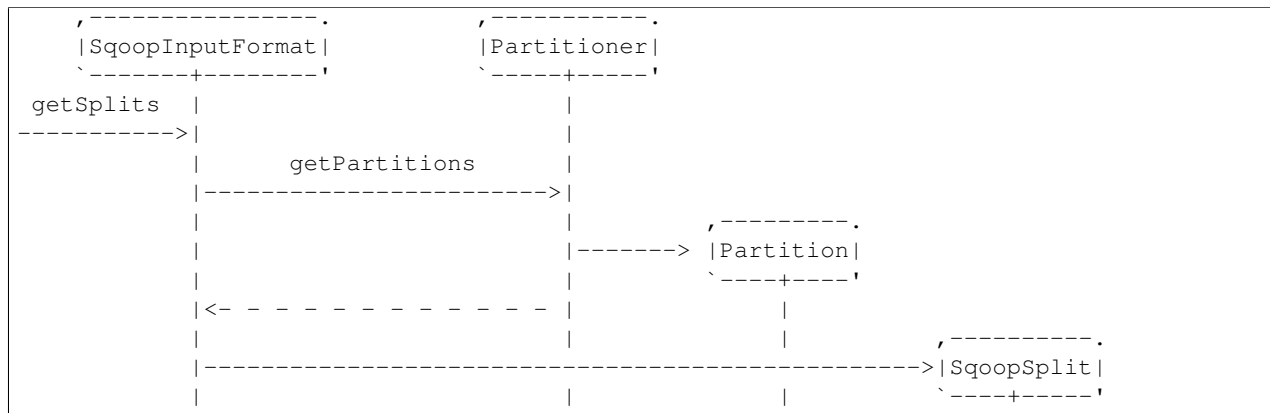 SqoopInputFormat Partitioner
getSplits
getPartitions
Partition
SqoopSplit